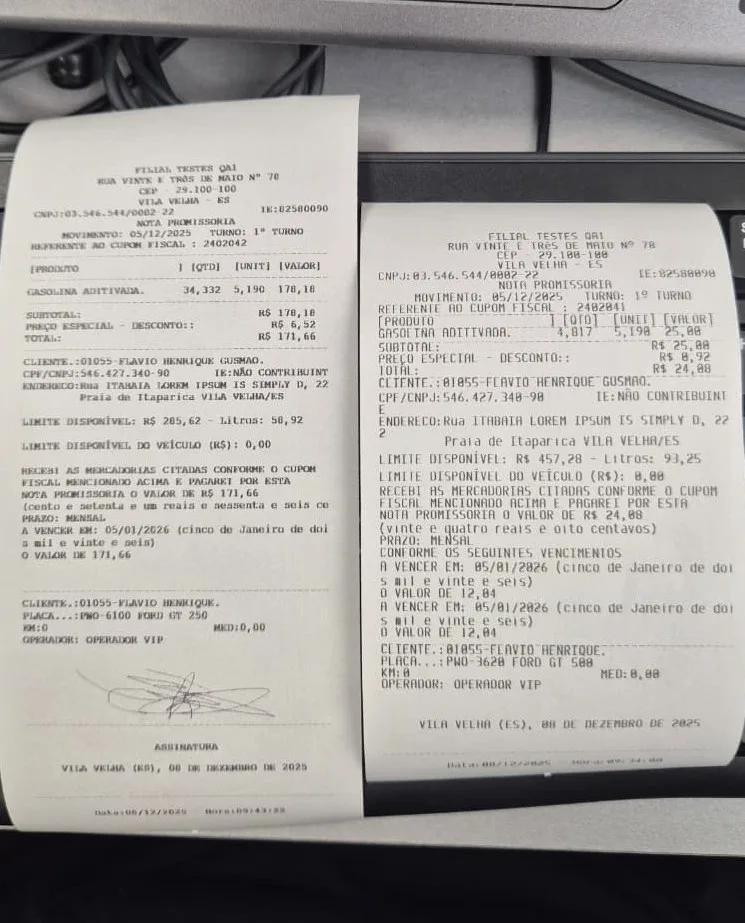 FILIAL TESTES QA1
RUA VINTE E TRêS DE MAIO Nº 78
CEP - 29.100-100
VILA VELHA - ES
CNPJ:03.546.544/0002-22 IE:82580090
NOTA PROMISSORIA
MOVIMENTO: 05/12/2025 TURNO: 1º TURNO
REFERENTE AO CUPOM FISCAL : 2402042
[PRODUTO ] [QTD] [UNIT] [VALOR]
GASOLINA ADITIVADA. 34,332 5,190 178,18
SUBTOTAL: R$ 178,18
PREÇO ESPECIAL - DESCONTO:: R$ 6,52
TOTAL: R$ 171,66
CLIENTE.:01055-FLAVIO HENRIQUE GUSMAO.
CPF/CNPJ:546.427.340-90 IE:NÃO CONTRIBUINT
ENDERECO:Rua ITABAIA LOREM IPSUM IS SIMPLY D, 22
Praia de Itaparica VILA VELHA/ES
LIMITE DISPONÍVEL: R$ 285,62 - Litros: 58,92
LIMITE DISPONÍVEL DO VEÍCULO (R$): 0,00
RECEBI AS MERCADORIAS CITADAS CONFORME O CUPOM
FISCAL MENCIONADO ACIMA E PAGAREI POR ESTA
NOTA PROMISSORIA O VALOR DE R$ 171,66
(cento e setenta e um reais e sessenta e seis ce
PRAZO: MENSAL
A VENCER EM: 05/01/2026 (cinco de Janeiro de doi
s mil e vinte e seis)
O VALOR DE 171,66
CLIENTE.:01055-FLAVIO HENRIQUE.
PLACA...:PWO-6100 FORD GT 250
KM:0 MED:0,00
OPERADOR: OPERADOR VIP
ASSINATURA
VILA VELHA (ES), 08 DE DEZEMBRO DE 2025
Data:08/12/2025 Hora:09:43:22
FILIAL TESTES QA1
RUA VINTE E TRêS DE MAIO Nº 78
CEP - 29.100-100
VILA VELHA - ES
CNPJ:03.546.544/0002-22 IE:82580090
NOTA PROMISSORIA
MOVIMENTO: 05/12/2025 TURNO: 1º TURNO
REFERENTE AO CUPOM FISCAL : 2402041
[PRODUTO ] [QTD] [UNIT] [VALOR]
GASOLINA ADITIVADA. 4,817 5,190 25,00
SUBTOTAL: R$ 25,00
PREÇO ESPECIAL - DESCONTO:: R$ 0,92
TOTAL: R$ 24,08
CLIENTE.:01055-FLAVIO HENRIQUE GUSMAO.
CPF/CNPJ:546.427.340-90 IE:NÃO CONTRIBUINT
E
ENDERECO:Rua ITABAIA LOREM IPSUM IS SIMPLY D, 22
2
Praia de Itaparica VILA VELHA/ES
LIMITE DISPONÍVEL: R$ 457,28 - Litros: 93,25
LIMITE DISPONÍVEL DO VEÍCULO (R$): 0,00
RECEBI AS MERCADORIAS CITADAS CONFORME O CUPOM
FISCAL MENCIONADO ACIMA E PAGAREI POR ESTA
NOTA PROMISSORIA O VALOR DE R$ 24,08
(vinte e quatro reais e oito centavos)
PRAZO: MENSAL
CONFORME OS SEGUINTES VENCIMENTOS
A VENCER EM: 05/01/2026 (cinco de Janeiro de doi
s mil e vinte e seis)
O VALOR DE 12,04
A VENCER EM: 05/01/2026 (cinco de Janeiro de doi
s mil e vinte e seis)
O VALOR DE 12,04
CLIENTE.:01055-FLAVIO HENRIQUE.
PLACA...:PWO-3620 FORD GT 500
KM:0 MED:0,00
OPERADOR: OPERADOR VIP
VILA VELHA (ES), 08 DE DEZEMBRO DE 2025
Data:08/12/2025